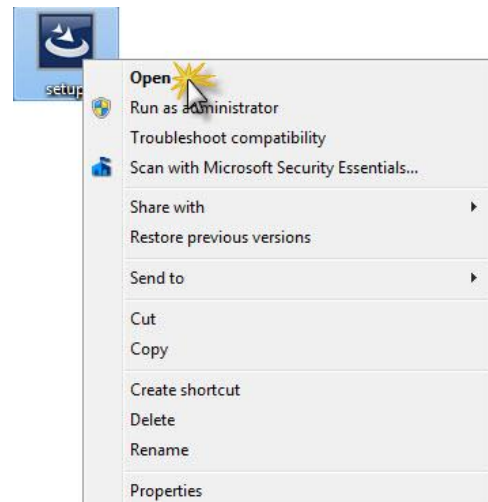 setup
Open
Run as administrator
Troubleshoot compatibility
Scan with Microsoft Security Essentials...
Share with
Restore previous versions
Send to
Cut
Copy
Create shortcut
Delete
Rename
Properties